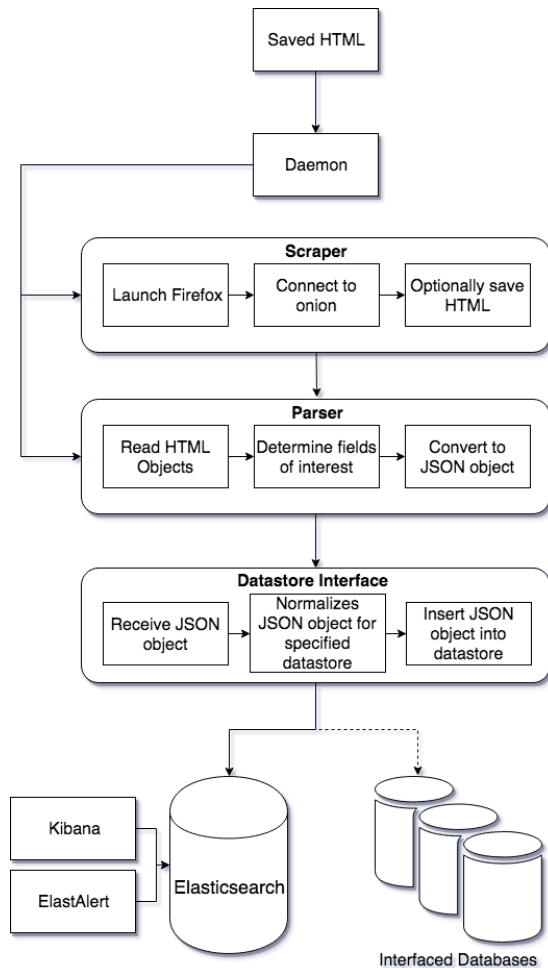 Saved HTML
Daemon
Scraper
Launch Firefox
Connect to
onion
Optionally save
HTML
Parser
Read HTML
Objects
Determine fields
of interest
Convert to
JSON object
Datastore Interface
Receive JSON
object
Normalizes
JSON object for
specified
datastore
Insert JSON
object into
datastore
Kibana
ElastAlert
Elasticsearch
Interfaced Databases